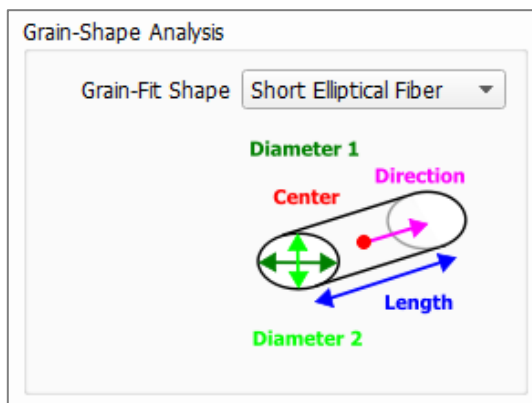 Grain-Shape Analysis
Grain-Fit Shape Short Elliptical Fiber
Diameter 1
Direction
Center
Length
Diameter 2